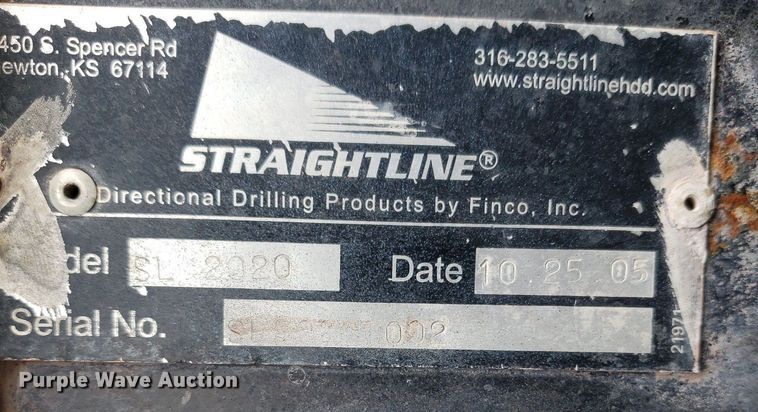 450 S. Spencer Rd
ewton, KS 67114
316-283-5511
www.straightlinehdd.com
STRAIGHTLINE®
Directional Drilling Products by Finco, Inc.
del SL 2020 Date 10.25.05
Serial No. 002
21971
Purple Wave Auction